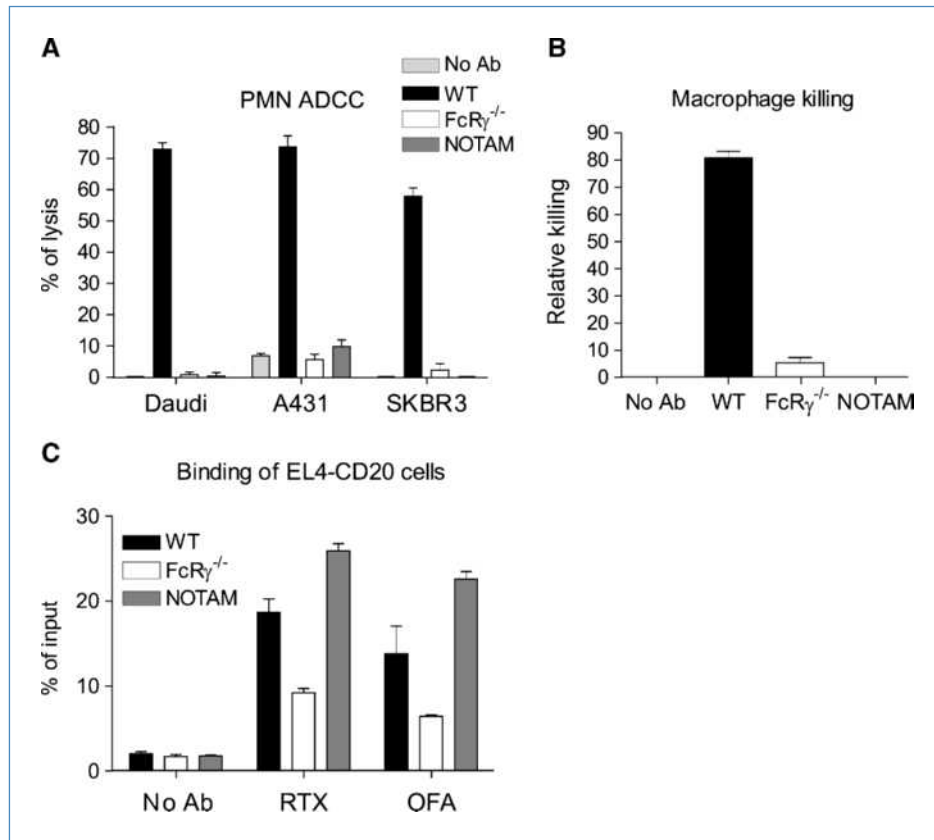 A
PMN ADCC
No Ab
WT
FcRγ-/-
NOTAM
% of lysis
80
70
60
50
40
30
20
10
0
Daudi A431 SKBR3
B
Macrophage killing
Relative killing
90
80
70
60
50
40
30
20
10
0
No Ab WT FcRγ-/- NOTAM
C
Binding of EL4-CD20 cells
WT
FcRγ-/-
NOTAM
% of input
30
20
10
0
No Ab RTX OFA